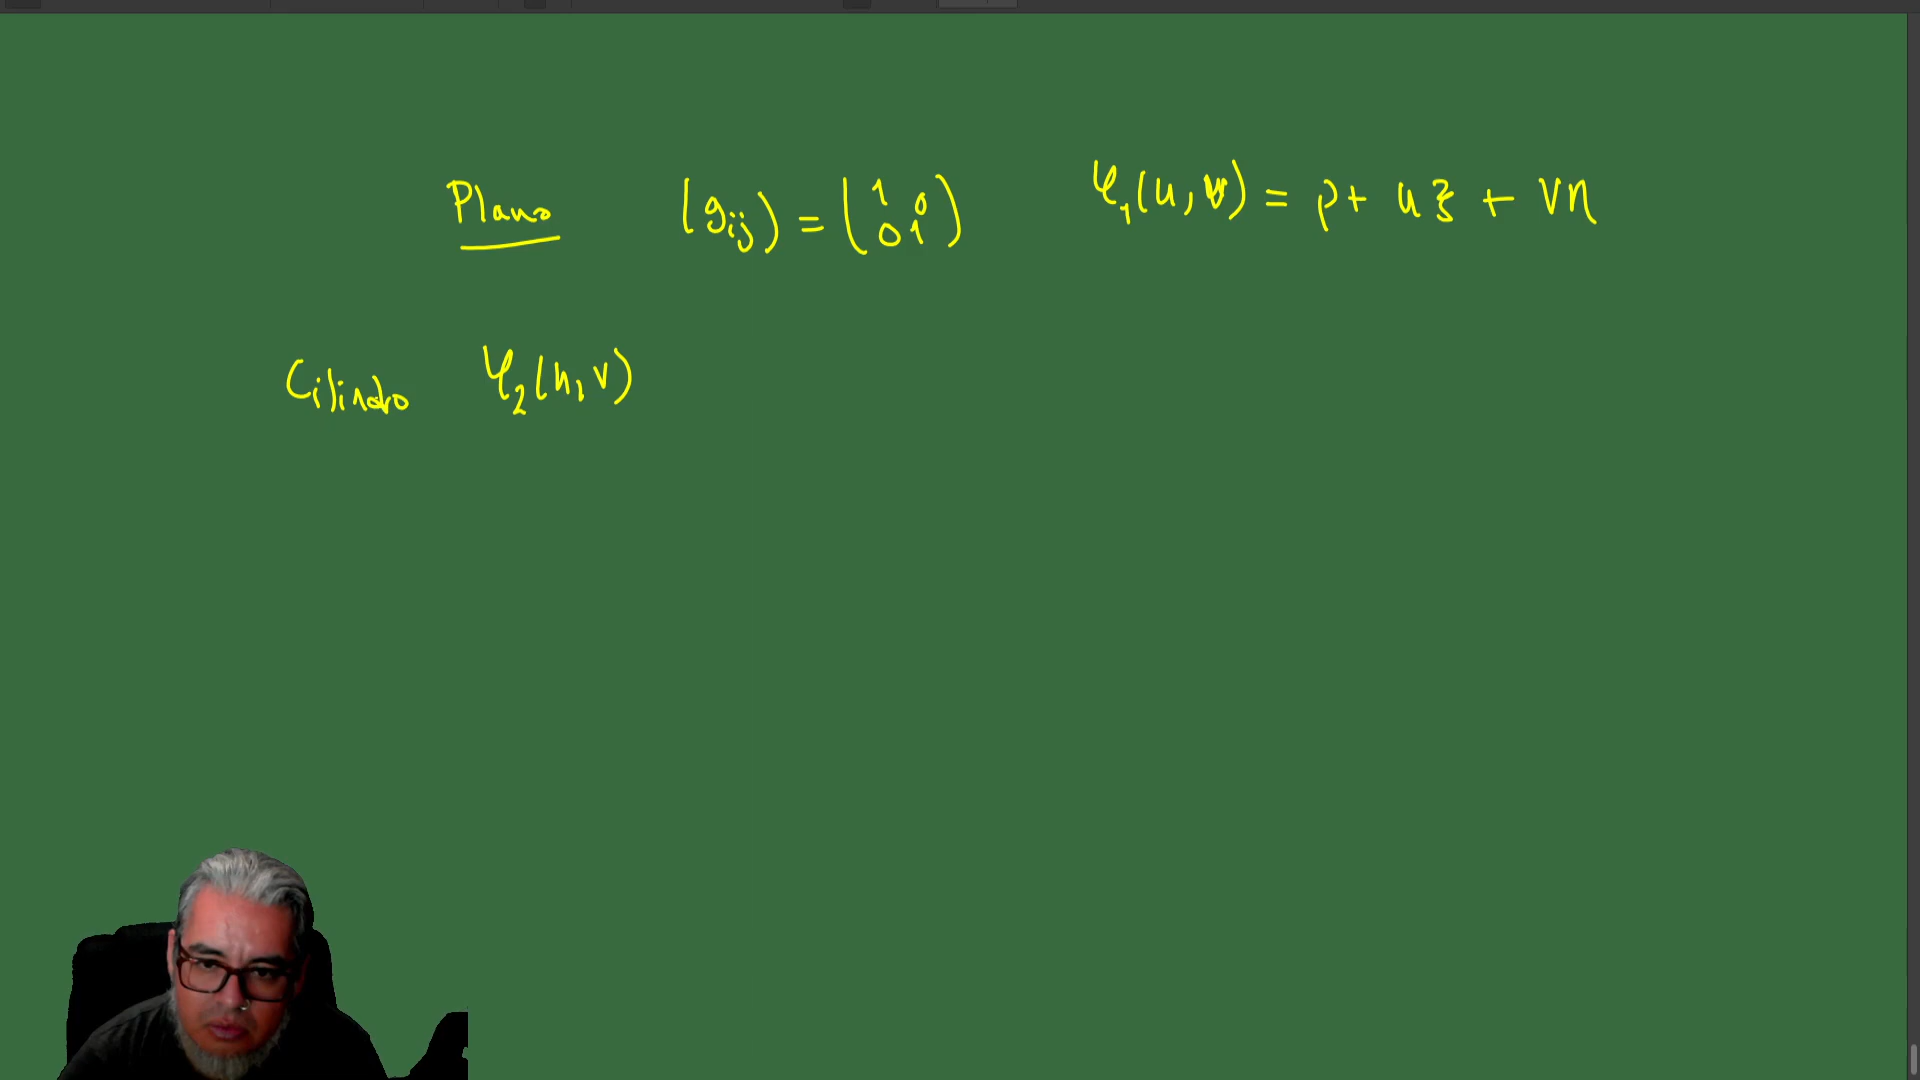 Plano (gij) = (1 0 0 1) φ₁(u, v) = p + uξ + vη
Cilindro φ₂(u, v)